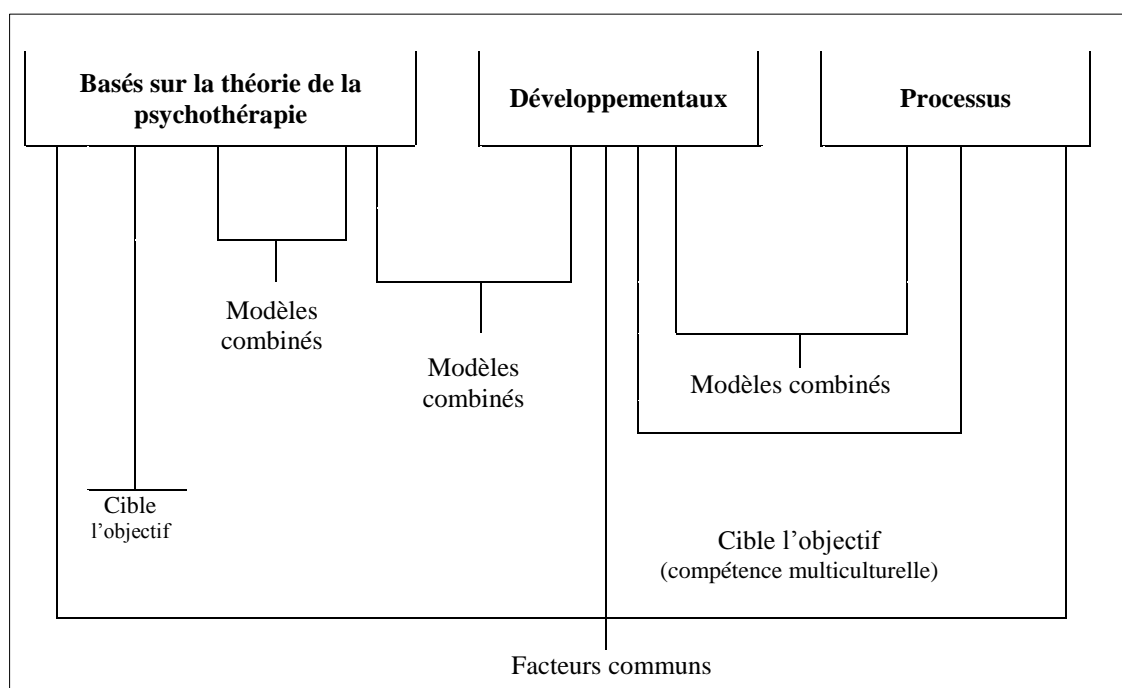 Basés sur la théorie de la
psychothérapie
Développementaux
Processus
Modèles
combinés
Modèles
combinés
Modèles combinés
Cible
l’objectif
Cible l’objectif
(compétence multiculturelle)
Facteurs communs